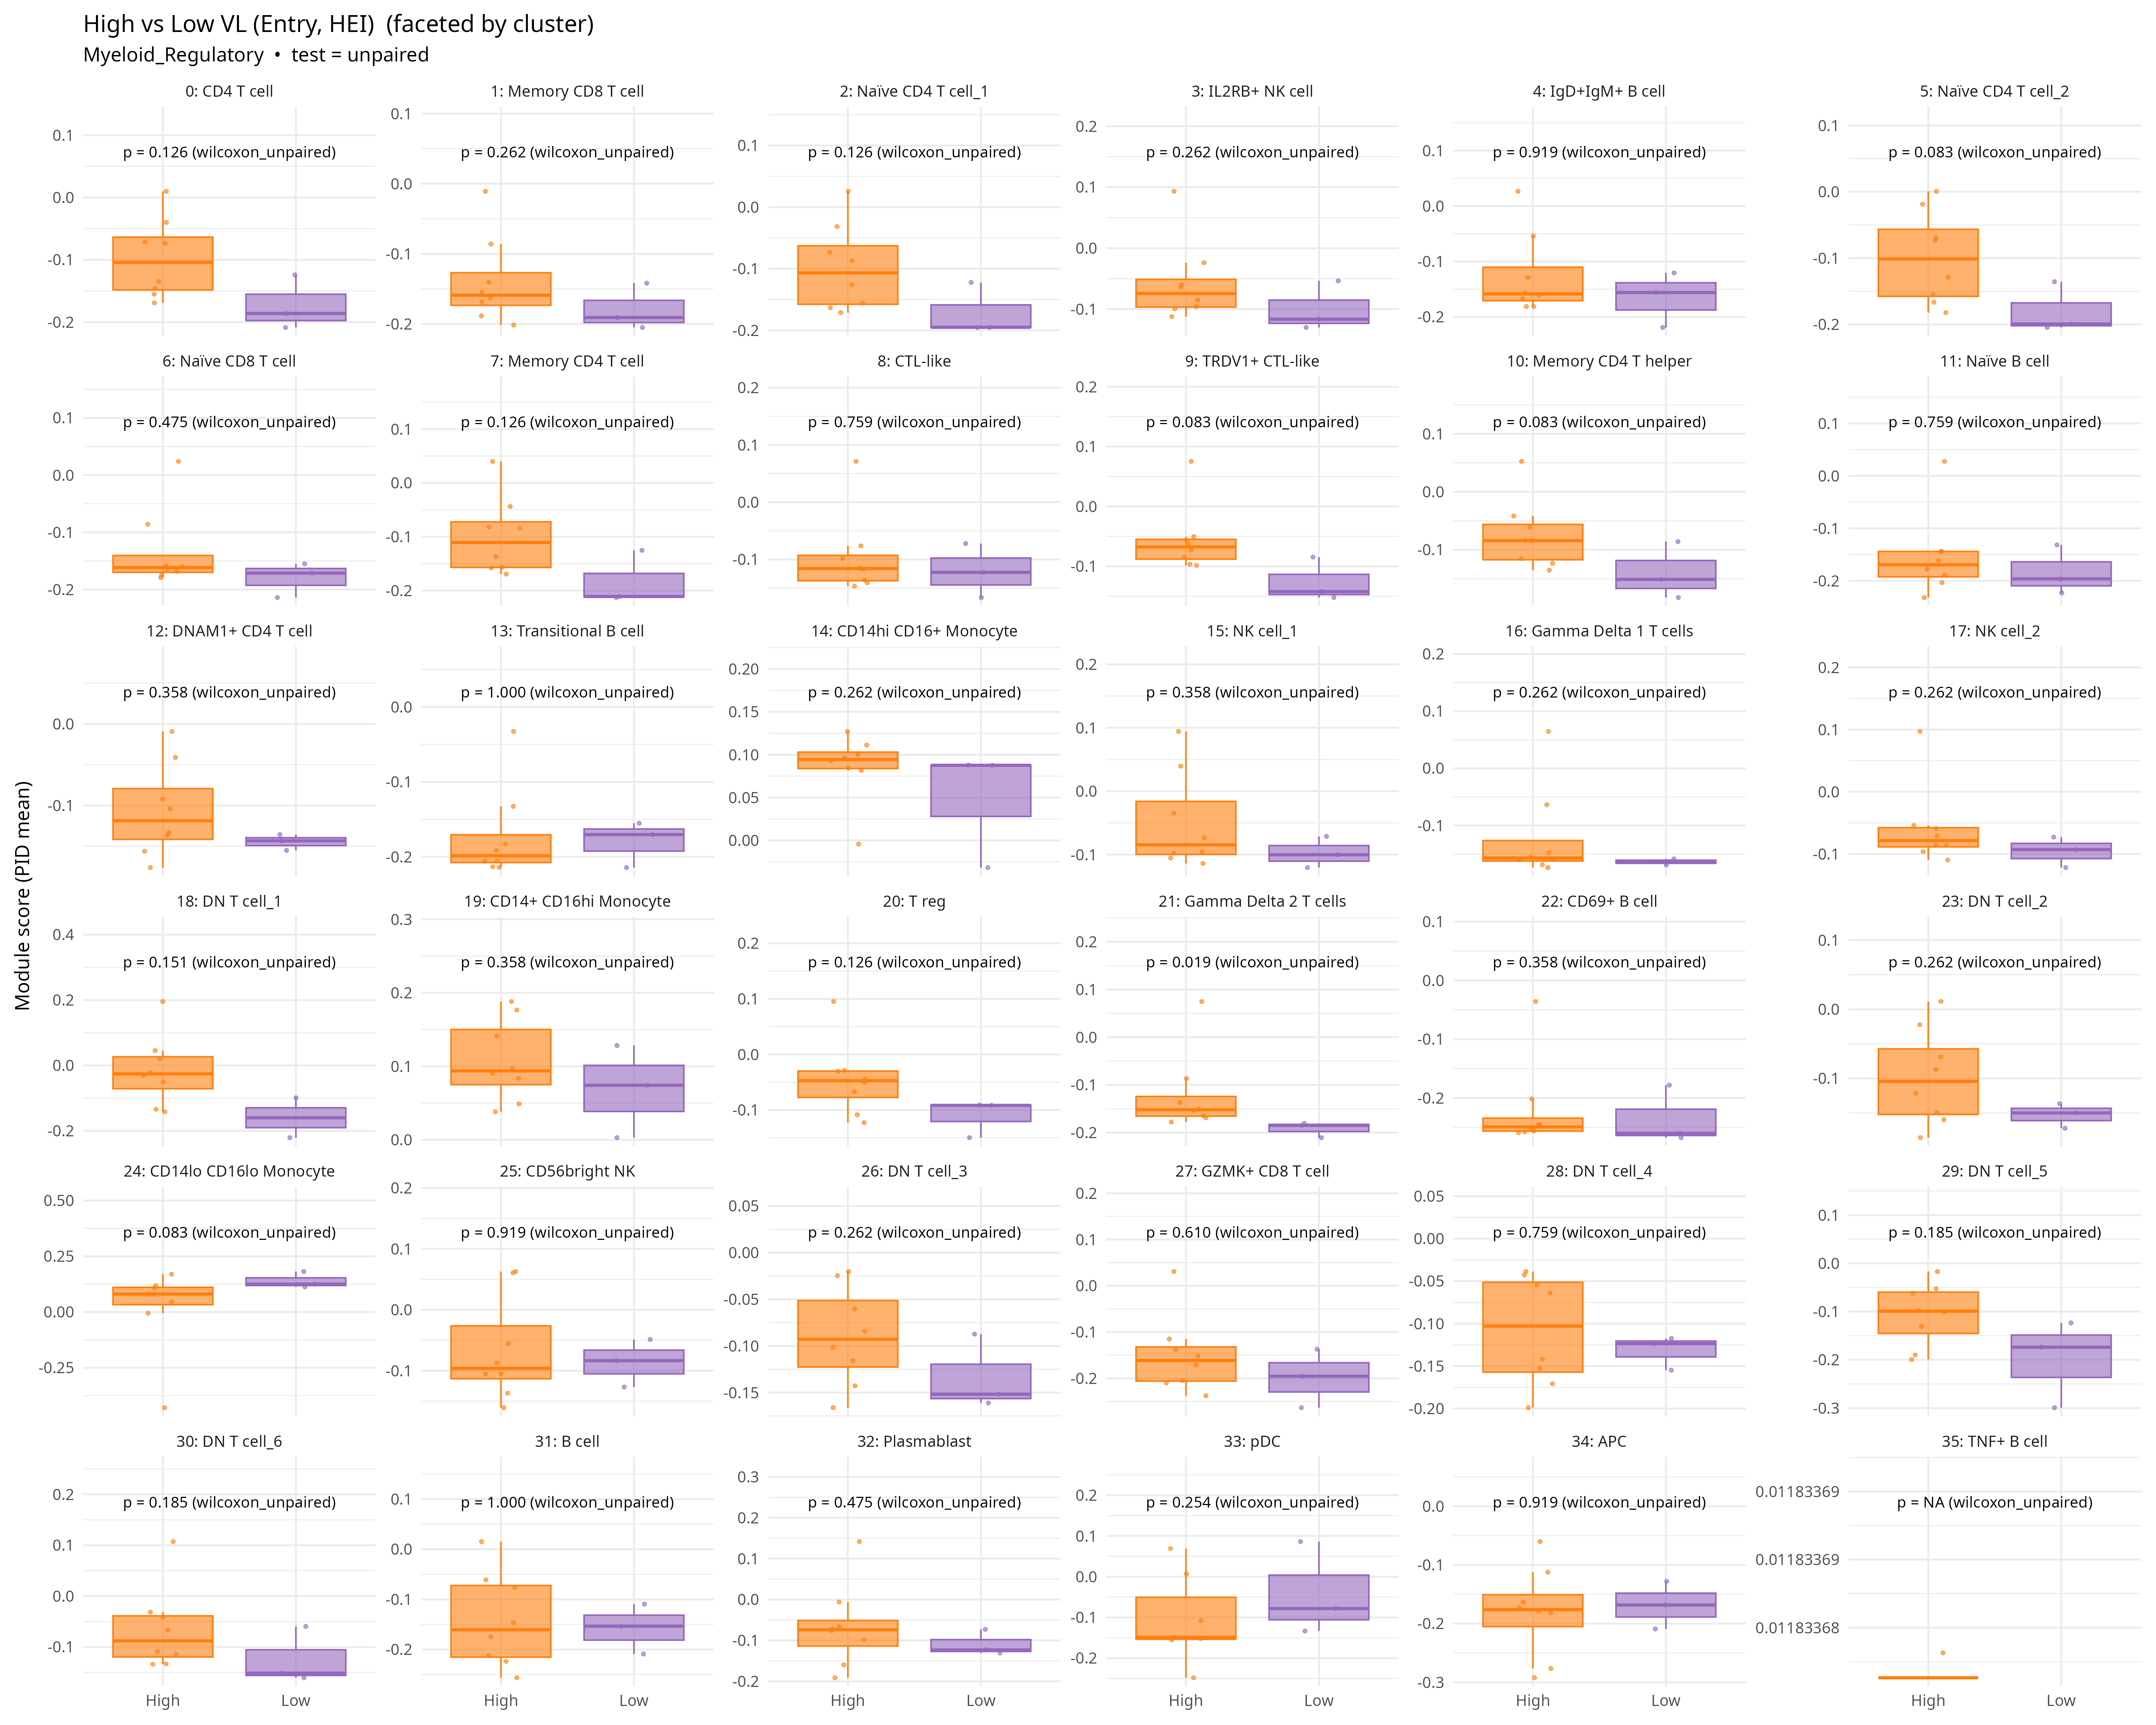 High vs Low VL (Entry, HEI)  (faceted by cluster)
Myeloid_Regulatory • test = unpaired
Module score (PID mean)
0: CD4 T cell
1: Memory CD8 T cell
2: Naïve CD4 T cell_1
3: IL2RB+ NK cell
4: IgD+IgM+ B cell
5: Naïve CD4 T cell_2
p = 0.126 (wilcoxon_unpaired)
p = 0.262 (wilcoxon_unpaired)
p = 0.126 (wilcoxon_unpaired)
p = 0.262 (wilcoxon_unpaired)
p = 0.919 (wilcoxon_unpaired)
p = 0.083 (wilcoxon_unpaired)
0.1
0.0
-0.1
-0.2
0.1
0.0
-0.1
-0.2
0.1
0.0
-0.1
-0.2
0.2
0.1
0.0
-0.1
0.1
0.0
-0.1
-0.2
0.1
0.0
-0.1
-0.2
6: Naïve CD8 T cell
7: Memory CD4 T cell
8: CTL-like
9: TRDV1+ CTL-like
10: Memory CD4 T helper
11: Naïve B cell
p = 0.475 (wilcoxon_unpaired)
p = 0.126 (wilcoxon_unpaired)
p = 0.759 (wilcoxon_unpaired)
p = 0.083 (wilcoxon_unpaired)
p = 0.083 (wilcoxon_unpaired)
p = 0.759 (wilcoxon_unpaired)
0.1
0.0
-0.1
-0.2
0.1
0.0
-0.1
-0.2
0.2
0.1
0.0
-0.1
0.2
0.1
0.0
-0.1
0.1
0.0
-0.1
0.1
0.0
-0.1
-0.2
12: DNAM1+ CD4 T cell
13: Transitional B cell
14: CD14hi CD16+ Monocyte
15: NK cell_1
16: Gamma Delta 1 T cells
17: NK cell_2
p = 0.358 (wilcoxon_unpaired)
p = 1.000 (wilcoxon_unpaired)
p = 0.262 (wilcoxon_unpaired)
p = 0.358 (wilcoxon_unpaired)
p = 0.262 (wilcoxon_unpaired)
p = 0.262 (wilcoxon_unpaired)
0.0
-0.1
0.0
-0.1
-0.2
0.20
0.15
0.10
0.05
0.00
0.2
0.1
0.0
-0.1
0.2
0.1
0.0
-0.1
0.2
0.1
0.0
-0.1
18: DN T cell_1
19: CD14+ CD16hi Monocyte
20: T reg
21: Gamma Delta 2 T cells
22: CD69+ B cell
23: DN T cell_2
p = 0.151 (wilcoxon_unpaired)
p = 0.358 (wilcoxon_unpaired)
p = 0.126 (wilcoxon_unpaired)
p = 0.019 (wilcoxon_unpaired)
p = 0.358 (wilcoxon_unpaired)
p = 0.262 (wilcoxon_unpaired)
0.4
0.2
0.0
-0.2
0.3
0.2
0.1
0.0
0.2
0.1
0.0
-0.1
0.2
0.1
0.0
-0.1
-0.2
0.1
0.0
-0.1
-0.2
0.1
0.0
-0.1
24: CD14lo CD16lo Monocyte
25: CD56bright NK
26: DN T cell_3
27: GZMK+ CD8 T cell
28: DN T cell_4
29: DN T cell_5
p = 0.083 (wilcoxon_unpaired)
p = 0.919 (wilcoxon_unpaired)
p = 0.262 (wilcoxon_unpaired)
p = 0.610 (wilcoxon_unpaired)
p = 0.759 (wilcoxon_unpaired)
p = 0.185 (wilcoxon_unpaired)
0.50
0.25
0.00
-0.25
0.2
0.1
0.0
-0.1
0.05
0.00
-0.05
-0.10
-0.15
0.2
0.1
0.0
-0.1
-0.2
0.05
0.00
-0.05
-0.10
-0.15
-0.20
0.1
0.0
-0.1
-0.2
-0.3
30: DN T cell_6
31: B cell
32: Plasmablast
33: pDC
34: APC
35: TNF+ B cell
p = 0.185 (wilcoxon_unpaired)
p = 1.000 (wilcoxon_unpaired)
p = 0.475 (wilcoxon_unpaired)
p = 0.254 (wilcoxon_unpaired)
p = 0.919 (wilcoxon_unpaired)
p = NA (wilcoxon_unpaired)
0.2
0.1
0.0
-0.1
0.1
0.0
-0.1
-0.2
0.3
0.2
0.1
0.0
-0.1
-0.2
0.2
0.1
0.0
-0.1
-0.2
0.0
-0.1
-0.2
-0.3
0.01183369
0.01183369
0.01183368
High
Low
High
Low
High
Low
High
Low
High
Low
High
Low